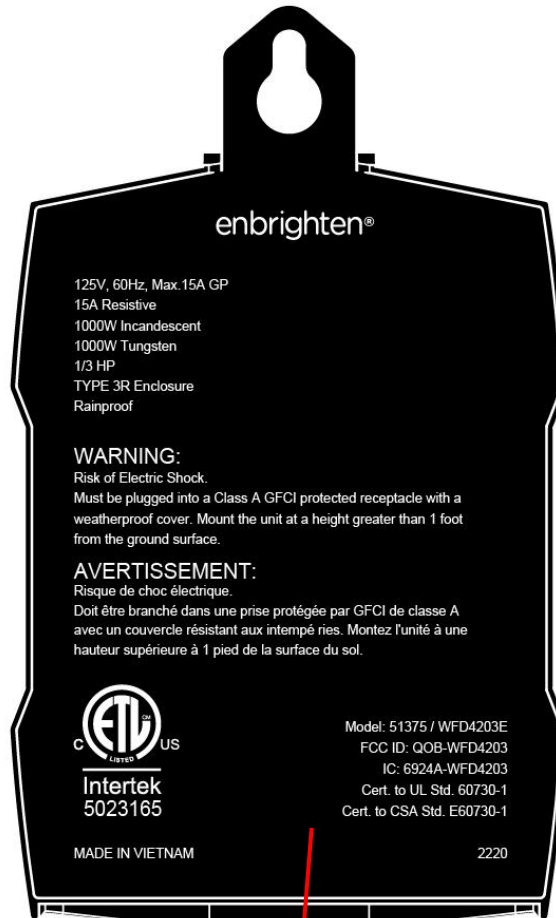 enbrighten®
125V, 60Hz, Max.15A GP
15A Resistive
1000W Incandescent
1000W Tungsten
1/3 HP
TYPE 3R Enclosure
Rainproof
WARNING:
Risk of Electric Shock.
Must be plugged into a Class A GFCI protected receptacle with a
weatherproof cover. Mount the unit at a height greater than 1 foot
from the ground surface.
AVERTISSEMENT:
Risque de choc électrique.
Doit être branché dans une prise protégée par GFCI de classe A
avec un couvercle résistant aux intempé ries. Montez l'unité à une
hauteur supérieure à 1 pied de la surface du sol.
ETL CM
C US
LISTED
Intertek
5023165
Model: 51375 / WFD4203E
FCC ID: QOB-WFD4203
IC: 6924A-WFD4203
Cert. to UL Std. 60730-1
Cert. to CSA Std. E60730-1
MADE IN VIETNAM
2220